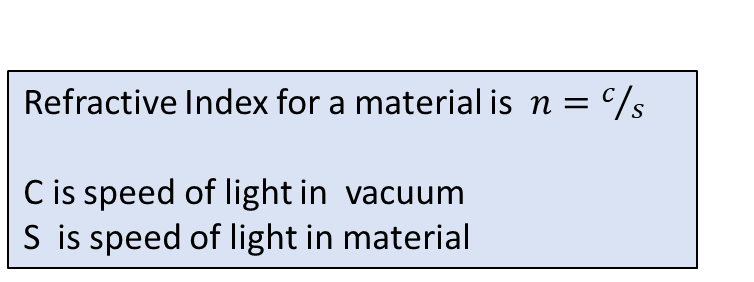 Refractive Index for a material is n = c/s
C is speed of light in vacuum
S is speed of light in material